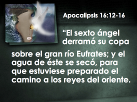 Apocalipsis 16:12-16
"El sexto ángel
derramó su copa
sobre el gran río Eufrates; y el
agua de éste se secó, para
que estuviese preparado el
camino a los reyes del oriente.